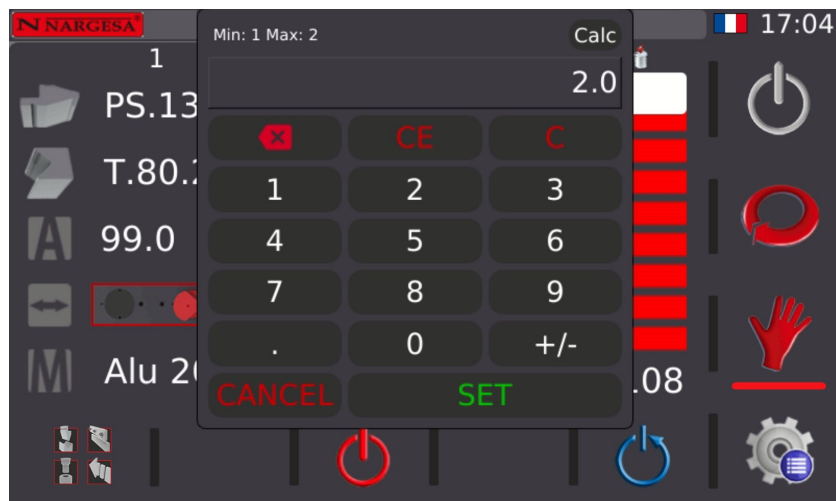 NARGESA
Min: 1 Max: 2
Calc
17:04
1
2.0
PS.13
CE
C
T.80.2
1 2 3
99.0
4 5 6
7 8 9
. 0 +/-
Alu 20
.08
CANCEL
SET